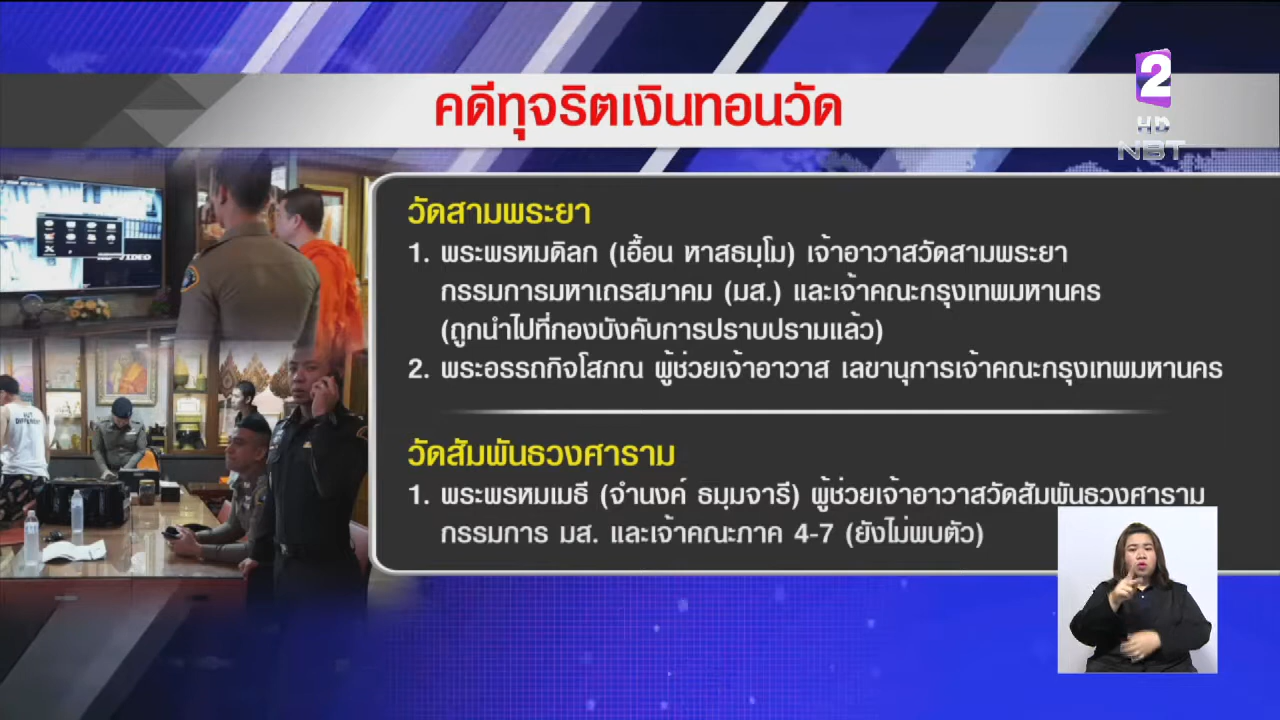 คดีทุจริตเงินทอนวัด
2
HD
NBT
วัดสามพระยา
1. พระพรหมดิลก (เอื้อน หาสธมฺโม) เจ้าอาวาสวัดสามพระยา
กรรมการมหาเถรสมาคม (มส.) และเจ้าคณะกรุงเทพมหานคร
(ถูกนำไปที่กองบังคับการปราบปรามแล้ว)
2. พระอรรถกิจโสภณ ผู้ช่วยเจ้าอาวาส เลขานุการเจ้าคณะกรุงเทพมหานคร
วัดสัมพันธวงศาราม
1. พระพรหมเมธี (จำนงค์ ธมฺมจารี) ผู้ช่วยเจ้าอาวาสวัดสัมพันธวงศาราม
กรรมการ มส. และเจ้าคณะภาค 4-7 (ยังไม่พบตัว)